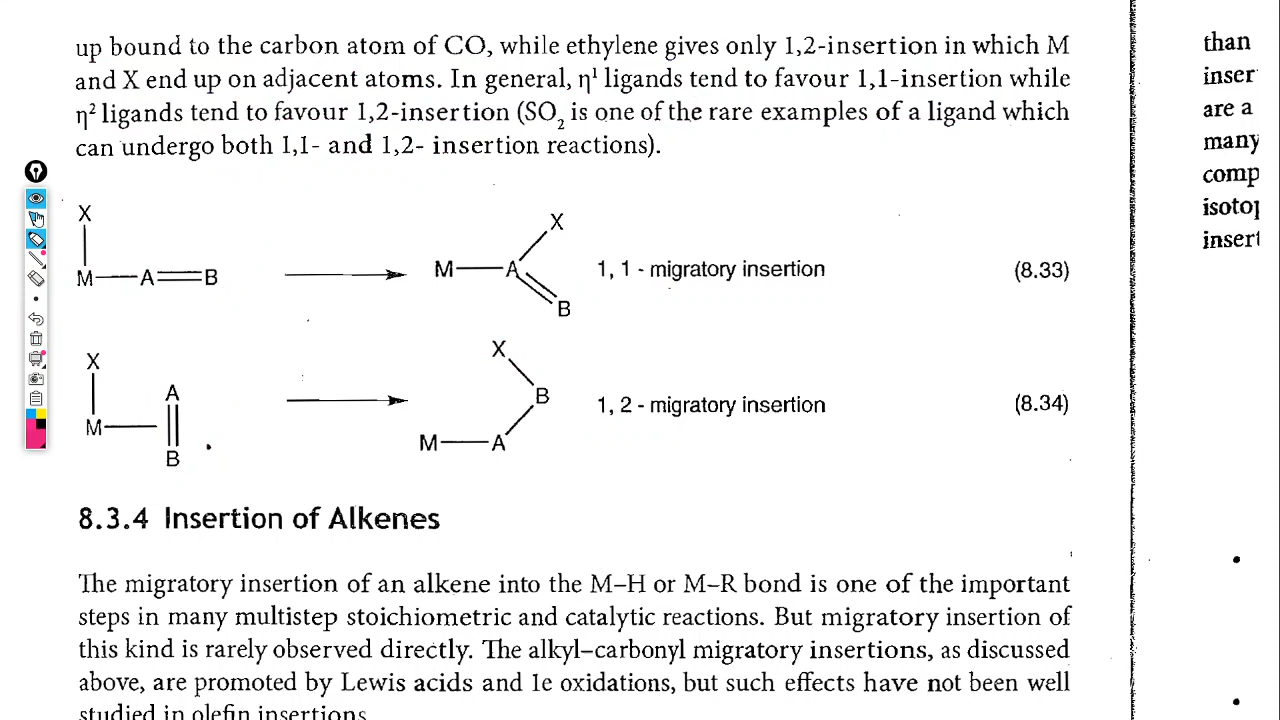 up bound to the carbon atom of CO, while ethylene gives only 1,2-insertion in which M
and X end up on adjacent atoms. In general, η¹ ligands tend to favour 1,1-insertion while
η² ligands tend to favour 1,2-insertion (SO₂ is one of the rare examples of a ligand which
can undergo both 1,1- and 1,2- insertion reactions).
X
M A B
X
M A
B
1, 1 - migratory insertion
(8.33)
X
A
M
B
X
B
M A
1, 2 - migratory insertion
(8.34)
8.3.4 Insertion of Alkenes
The migratory insertion of an alkene into the M–H or M–R bond is one of the important
steps in many multistep stoichiometric and catalytic reactions. But migratory insertion of
this kind is rarely observed directly. The alkyl–carbonyl migratory insertions, as discussed
above, are promoted by Lewis acids and 1e oxidations, but such effects have not been well
studied in olefin insertions
than
inser
are a
many
comp
isotop
insert